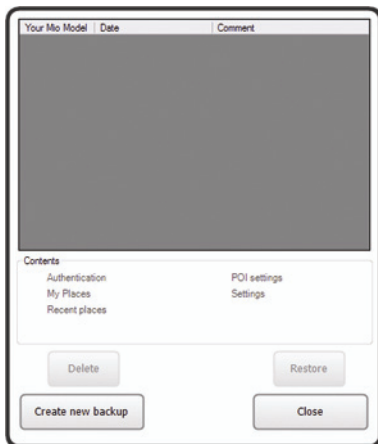 Your Mio Model Date Comment
Contents
Authentication POI settings
My Places Settings
Recent places
Delete Restore
Create new backup Close